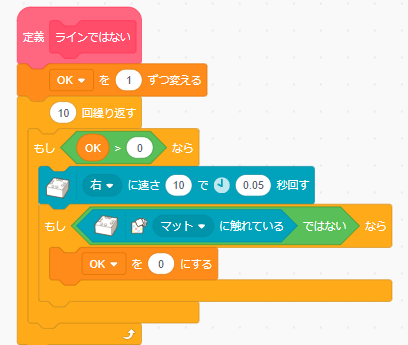 定義 ラインではない
OK を 1 ずつ変える
10 回繰り返す
もし OK > 0 なら
右 に速さ 10 で 0.05 秒回す
もし マット に触れている ではない なら
OK を 0 にする